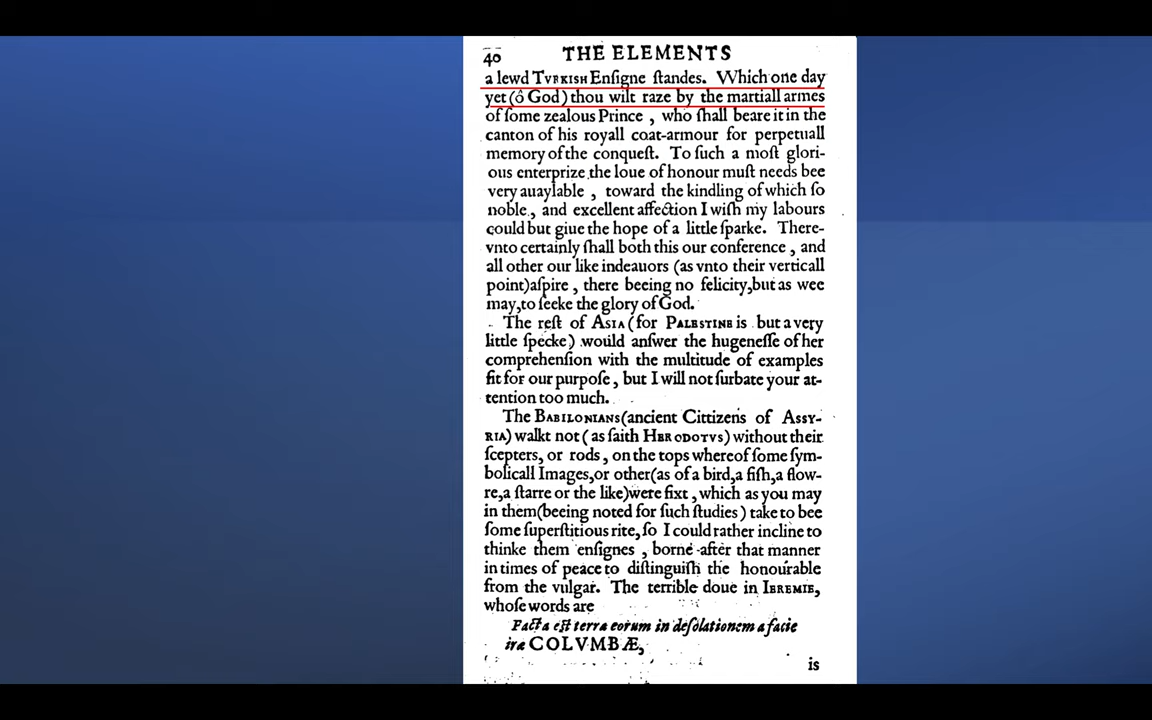 40 THE ELEMENTS
a lewd TVRKISH Enſigne ſtandes. Which one day
yet (ô God) thou wilt raze by the martiall armes
of ſome zealous Prince , who ſhall beare it in the
canton of his royall coat-armour for perpetuall
memory of the conqueſt. To ſuch a moſt glori-
ous enterprize the loue of honour muſt needs bee
very auaylable , toward the kindling of which ſo
noble , and excellent affection I wiſh my labours
could but giue the hope of a little ſparke. There-
vnto certainly ſhall both this our conference , and
all other our like indeauors (as vnto their verticall
point)aſpire , there beeing no felicity,but as wee
may,to ſeeke the glory of God.
The reſt of ASIA (for PALESTINE is but a very
little ſpecke) would anſwer the hugeneſſe of her
comprehenſion with the multitude of examples
fit for our purpoſe , but I will not ſurbate your at-
tention too much.
The BABILONIANS (ancient Cittizens of ASSY-
RIA) walkt not ( as ſaith HERODOTVS) without their
ſcepters, or rods , on the tops whereof ſome ſym-
bolicall Images,or other(as of a bird,a fiſh,a flow-
re,a ſtarre or the like)were fixt , which as you may
in them(beeing noted for ſuch ſtudies) take to bee
ſome ſuperſtitious rite, ſo I could rather incline to
thinke them enſignes , borne after that manner
in times of peace to diſtinguiſh the honourable
from the vulgar. The terrible doue in IEREMIE,
whoſe words are
Facta eſt terra eorum in deſolationem a facie
iræ COLVMBÆ,
is